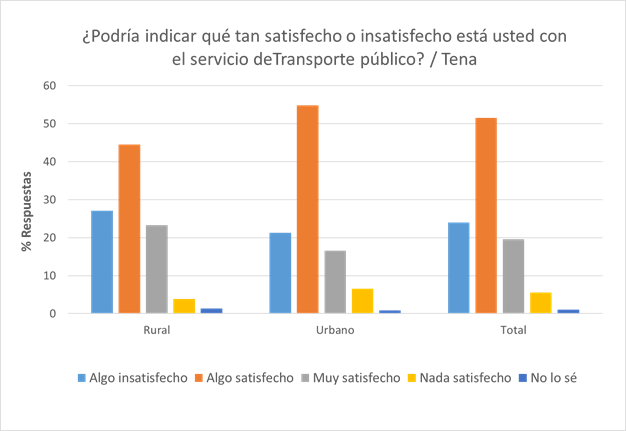 ¿Podría indicar qué tan satisfecho o insatisfecho está usted con
el servicio deTransporte público? / Tena
% Respuestas
60
50
40
30
20
10
0
Rural Urbano Total
Algo insatisfecho Algo satisfecho Muy satisfecho Nada satisfecho No lo sé